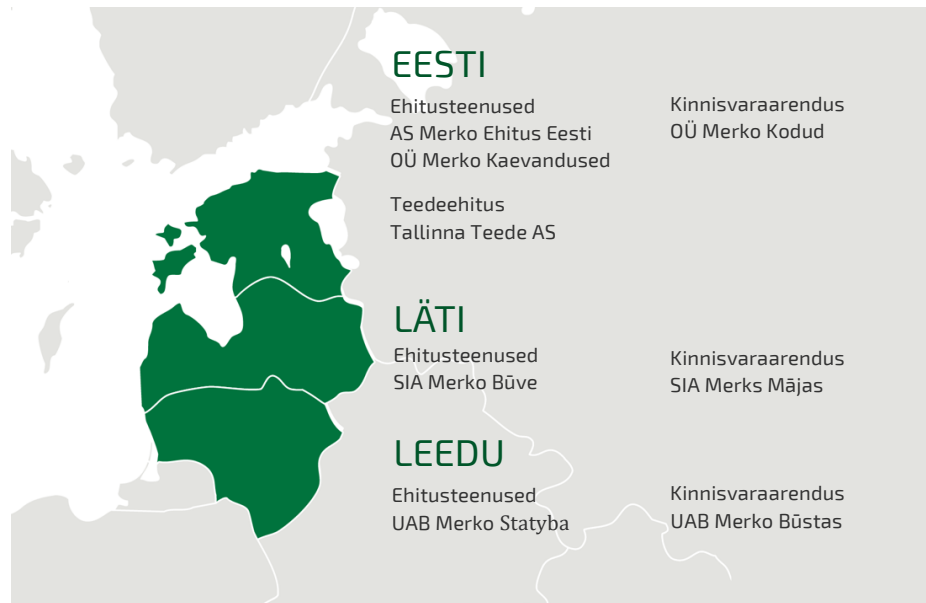 EESTI
Ehitusteenused
AS Merko Ehitus Eesti
OÜ Merko Kaevandused
Teedeehitus
Tallinna Teede AS
Kinnisvaraarendus
OÜ Merko Kodud
LÄTI
Ehitusteenused
SIA Merko Būve
Kinnisvaraarendus
SIA Merks Mājas
LEEDU
Ehitusteenused
UAB Merko Statyba
Kinnisvaraarendus
UAB Merko Būstas